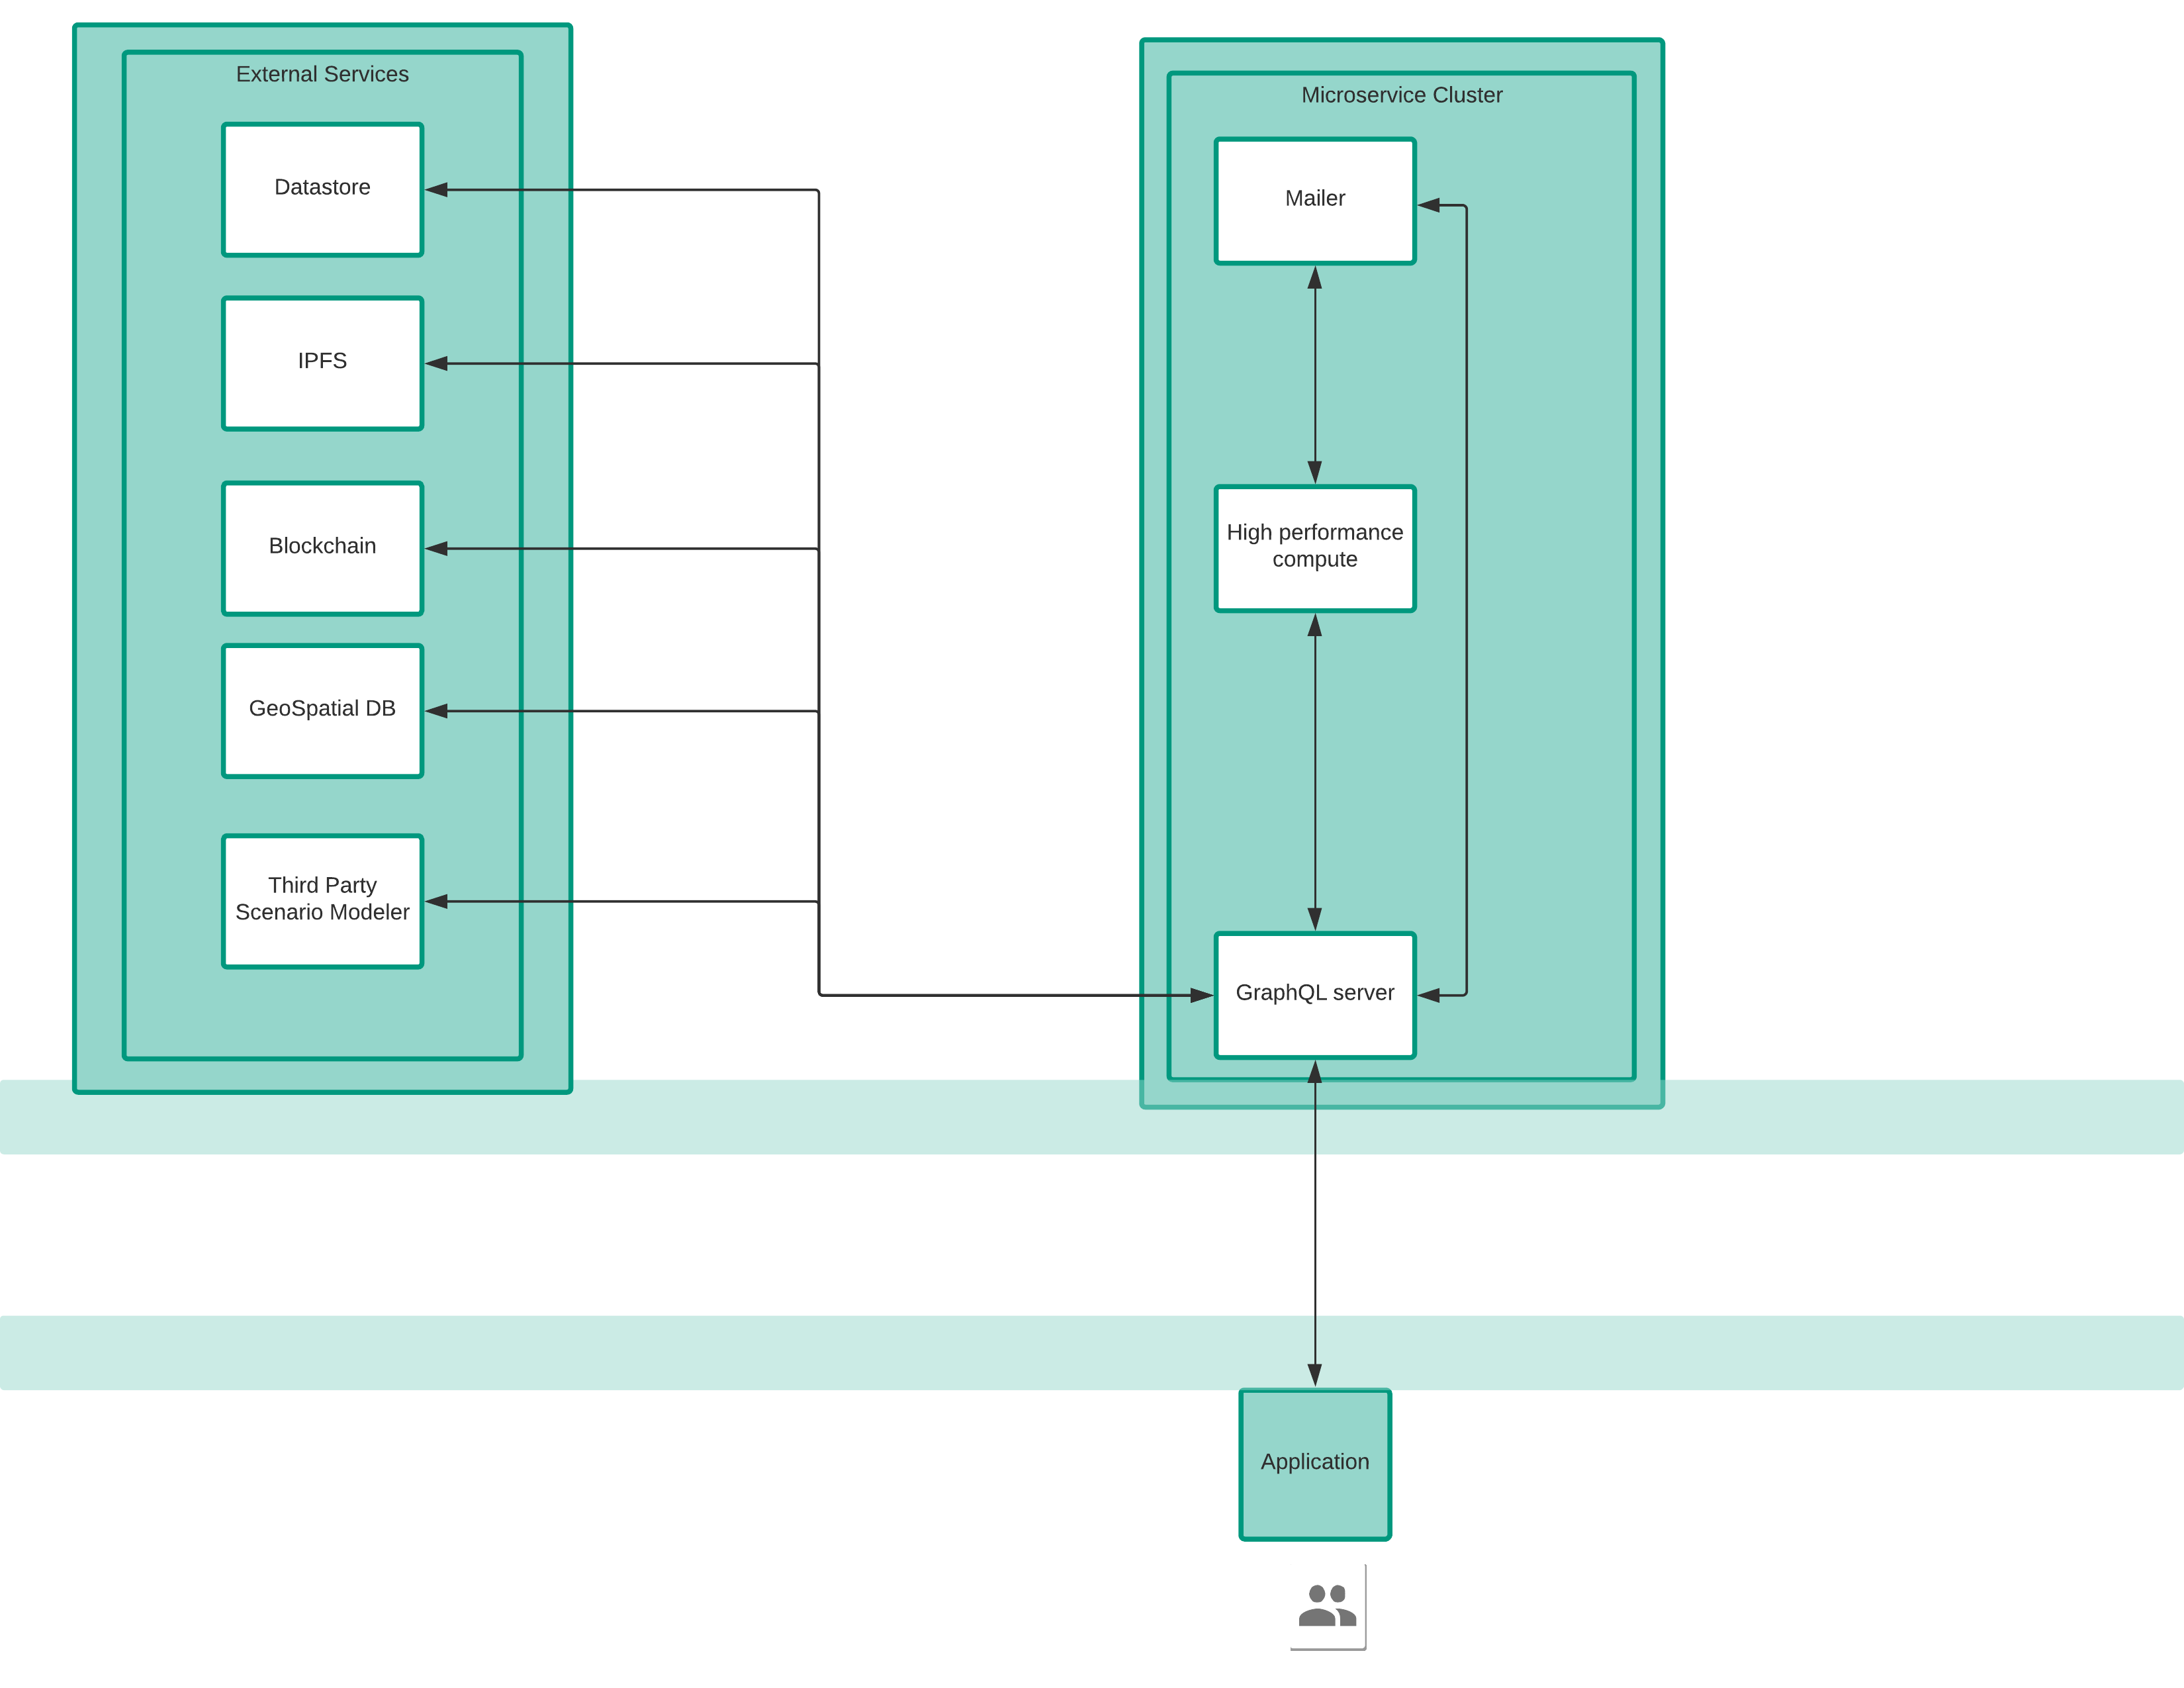 External Services
Datastore
IPFS
Blockchain
GeoSpatial DB
Third Party
Scenario Modeler
Microservice Cluster
Mailer
High performance
compute
GraphQL server
Application